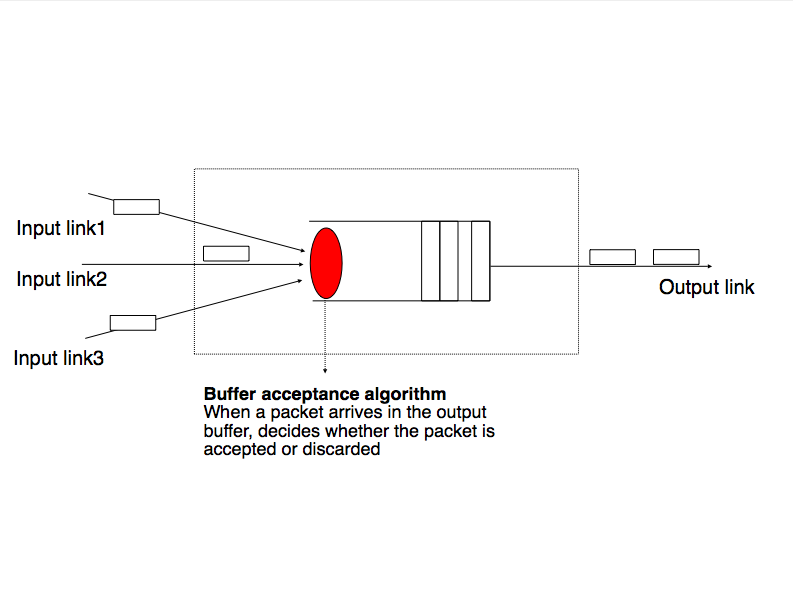 Input link1
Input link2
Input link3
Output link
Buffer acceptance algorithm
When a packet arrives in the output
buffer, decides whether the packet is
accepted or discarded